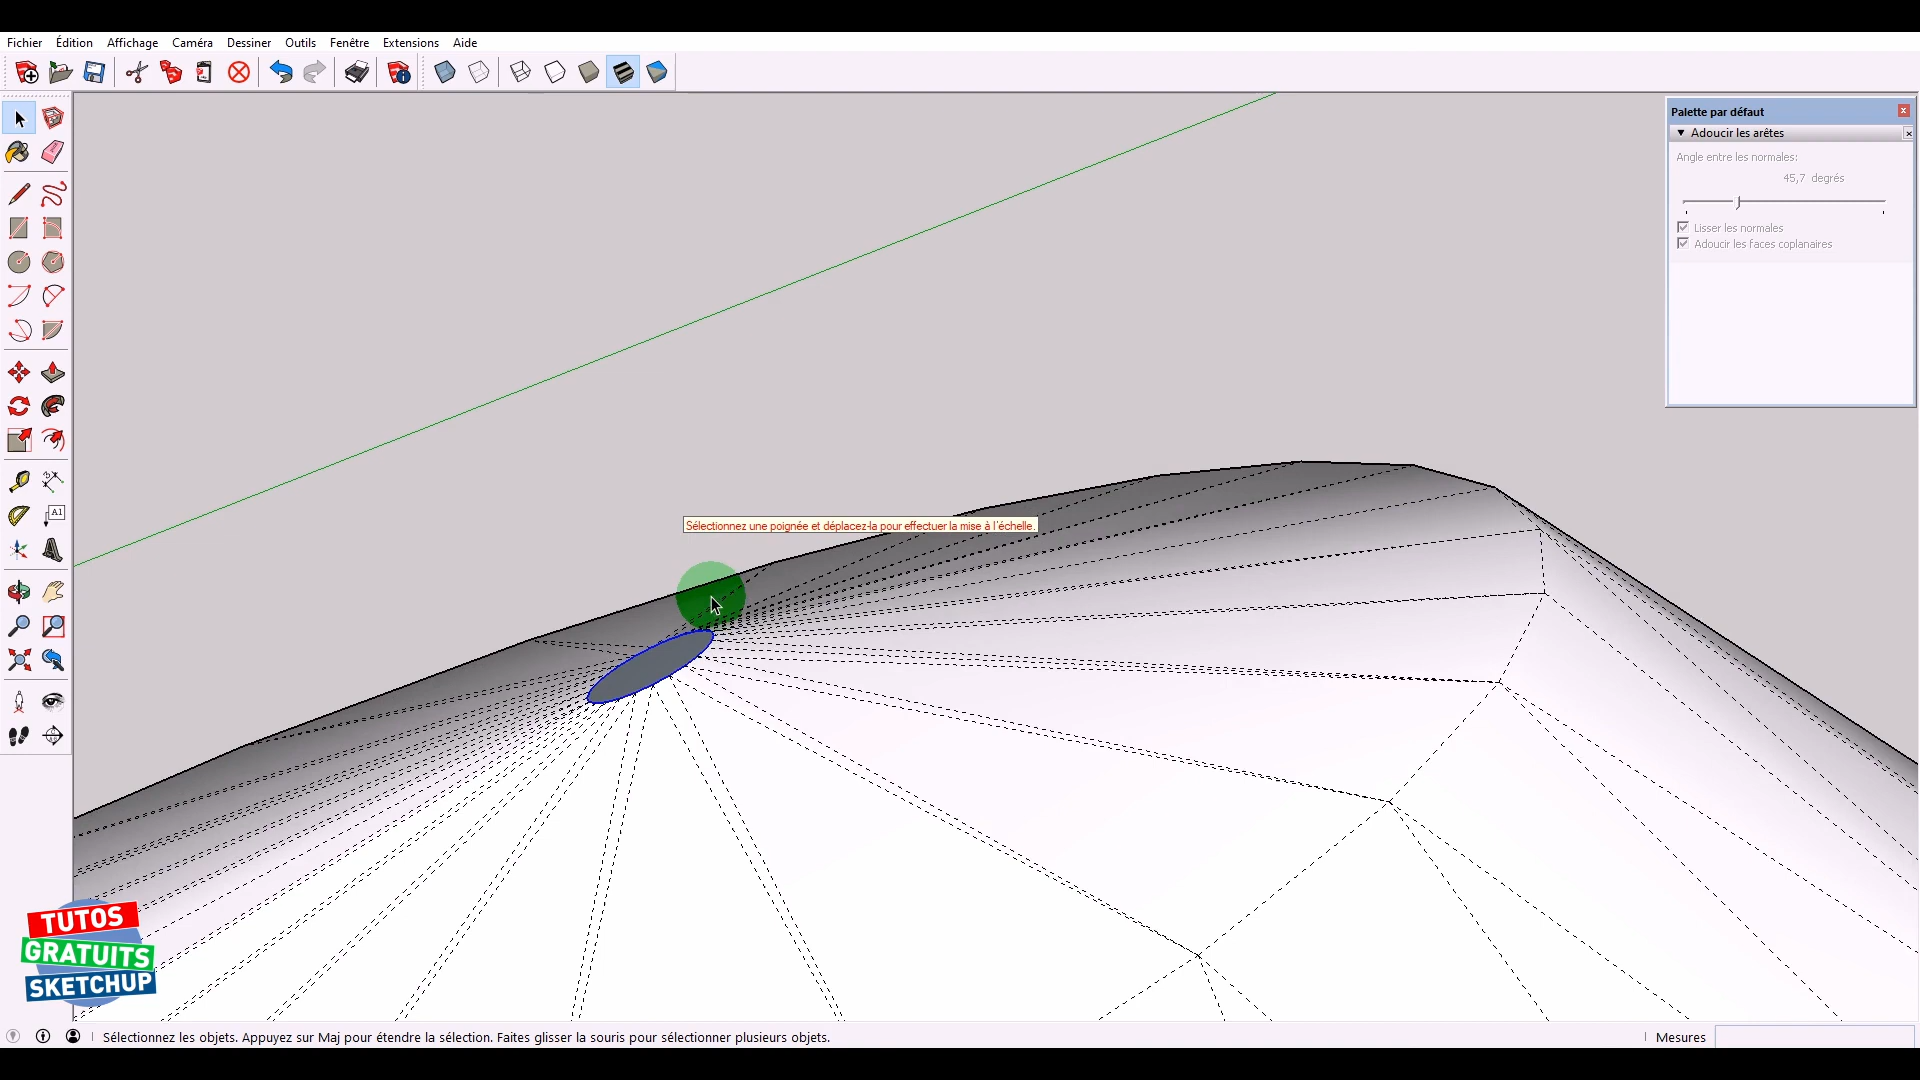 Fichier Édition Affichage Caméra Dessiner Outils Fenêtre Extensions Aide
Palette par défaut
Adoucir les arêtes
Angle entre les normales:
45,7 degrés
Lisser les normales
Adoucir les faces coplanaires
A1
Sélectionnez une poignée et déplacez-la pour effectuer la mise à l'échelle.
TUTOS
GRATUITS
SKETCHUP
Sélectionnez les objets. Appuyez sur Maj pour étendre la sélection. Faites glisser la souris pour sélectionner plusieurs objets.
Mesures